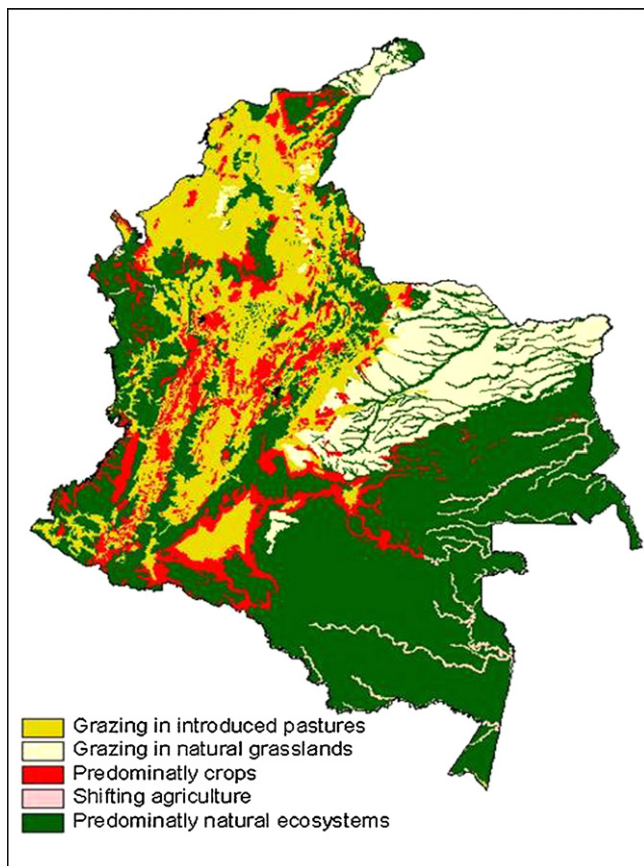 Grazing in introduced pastures
Grazing in natural grasslands
Predominatly crops
Shifting agriculture
Predominatly natural ecosystems